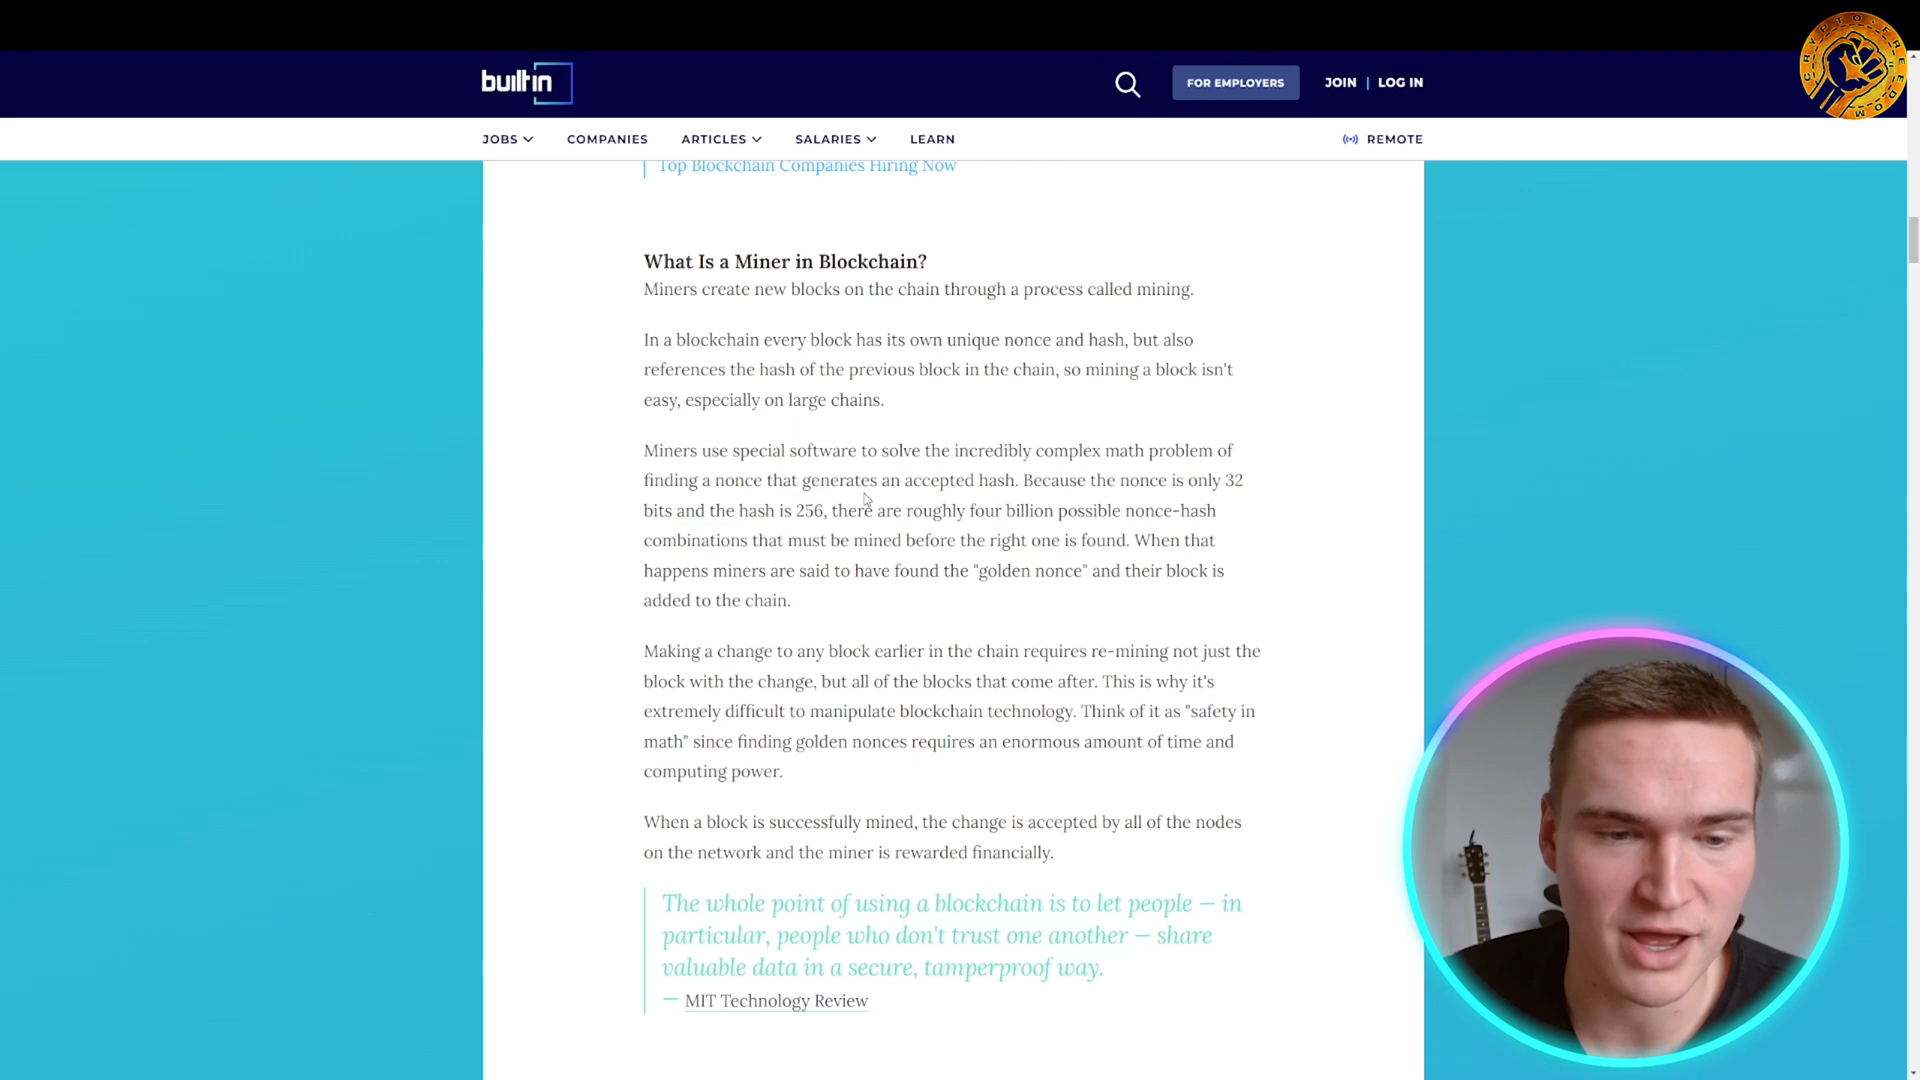 CRYPTO FREEDOM
builtin
FOR EMPLOYERS
JOIN | LOG IN
JOBS
COMPANIES
ARTICLES
SALARIES
LEARN
REMOTE
Top Blockchain Companies Hiring Now
What Is a Miner in Blockchain?
Miners create new blocks on the chain through a process called mining.
In a blockchain every block has its own unique nonce and hash, but also
references the hash of the previous block in the chain, so mining a block isn't
easy, especially on large chains.
Miners use special software to solve the incredibly complex math problem of
finding a nonce that generates an accepted hash. Because the nonce is only 32
bits and the hash is 256, there are roughly four billion possible nonce-hash
combinations that must be mined before the right one is found. When that
happens miners are said to have found the "golden nonce" and their block is
added to the chain.
Making a change to any block earlier in the chain requires re-mining not just the
block with the change, but all of the blocks that come after. This is why it's
extremely difficult to manipulate blockchain technology. Think of it as "safety in
math" since finding golden nonces requires an enormous amount of time and
computing power.
When a block is successfully mined, the change is accepted by all of the nodes
on the network and the miner is rewarded financially.
The whole point of using a blockchain is to let people — in
particular, people who don't trust one another — share
valuable data in a secure, tamperproof way.
— MIT Technology Review